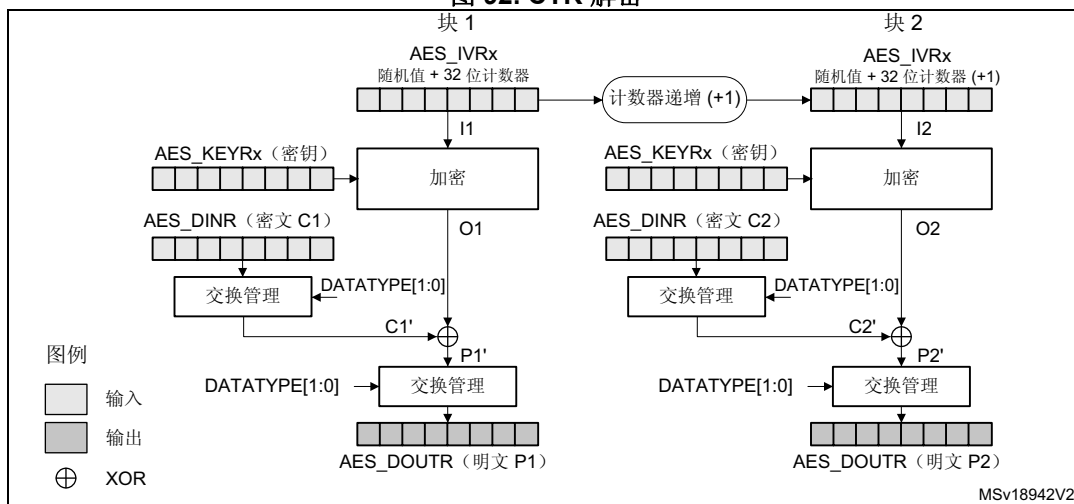 块 1
块 2
AES_IVRx
随机值 + 32 位计数器
计数器递增 (+1)
AES_IVRx
随机值 + 32 位计数器 (+1)
I1
I2
AES_KEYRx（密钥）
加密
AES_KEYRx（密钥）
加密
AES_DINR（密文 C1）
O1
AES_DINR（密文 C2）
O2
交换管理
DATATYPE[1:0]
交换管理
DATATYPE[1:0]
C1'
C2'
P1'
P2'
DATATYPE[1:0]
交换管理
DATATYPE[1:0]
交换管理
AES_DOUTR（明文 P1）
AES_DOUTR（明文 P2）
图例
输入
输出
XOR
MSv18942V2